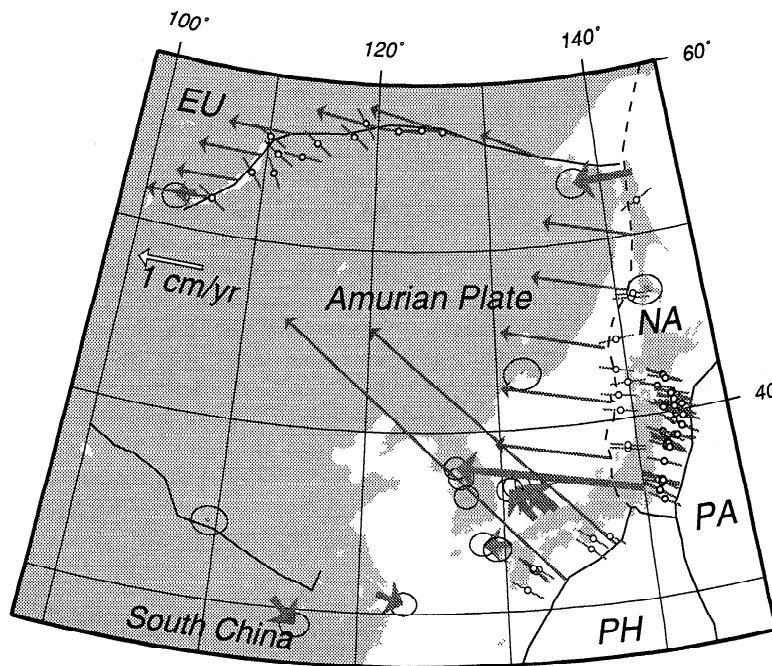 100°
120°
140°
60°
EU
1 cm/yr
Amurian Plate
NA
40
PA
South China
PH